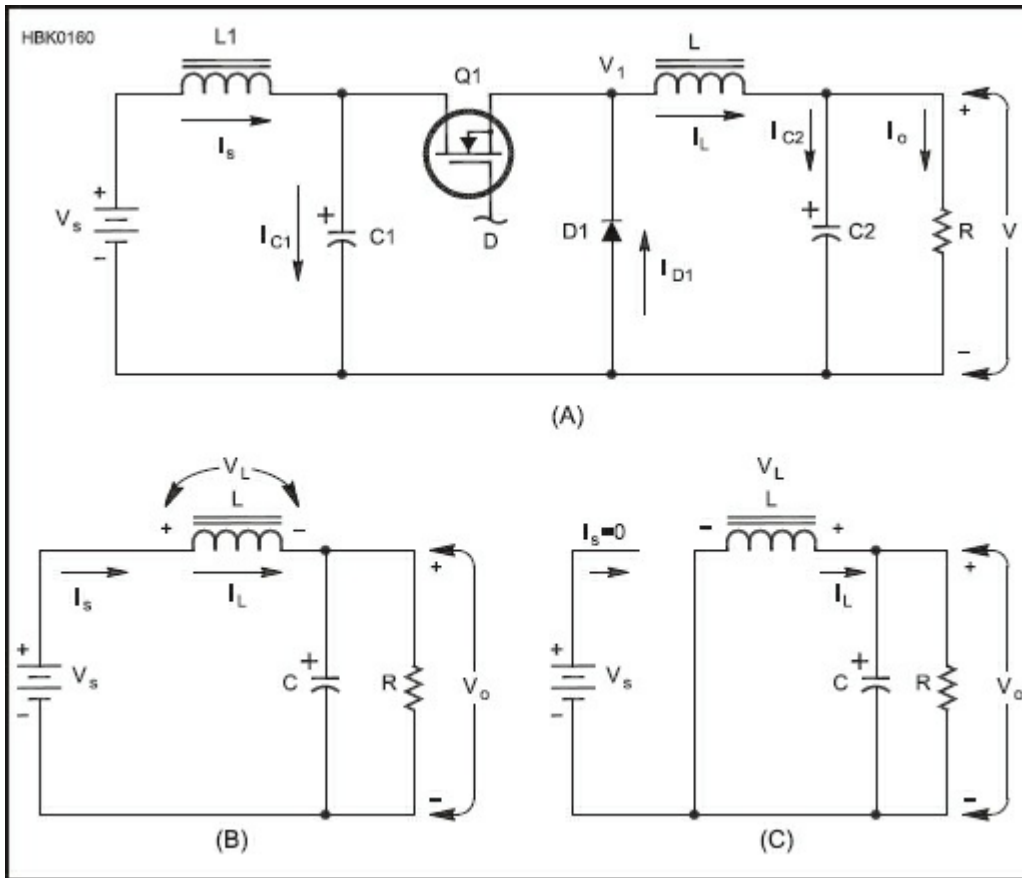 HBK0160
L1
Q1
V1
L
Is
IL
IC2
Io
+
+
Vs
–
IC1
+
C1
D
D1
ID1
+
C2
R
V
–
(A)
VL
L
+
–
Is
IL
+
+
Vs
–
+
C
R
Vo
–
(B)
VL
L
Is=0
–
+
IL
+
+
Vs
–
+
C
R
Vo
–
(C)